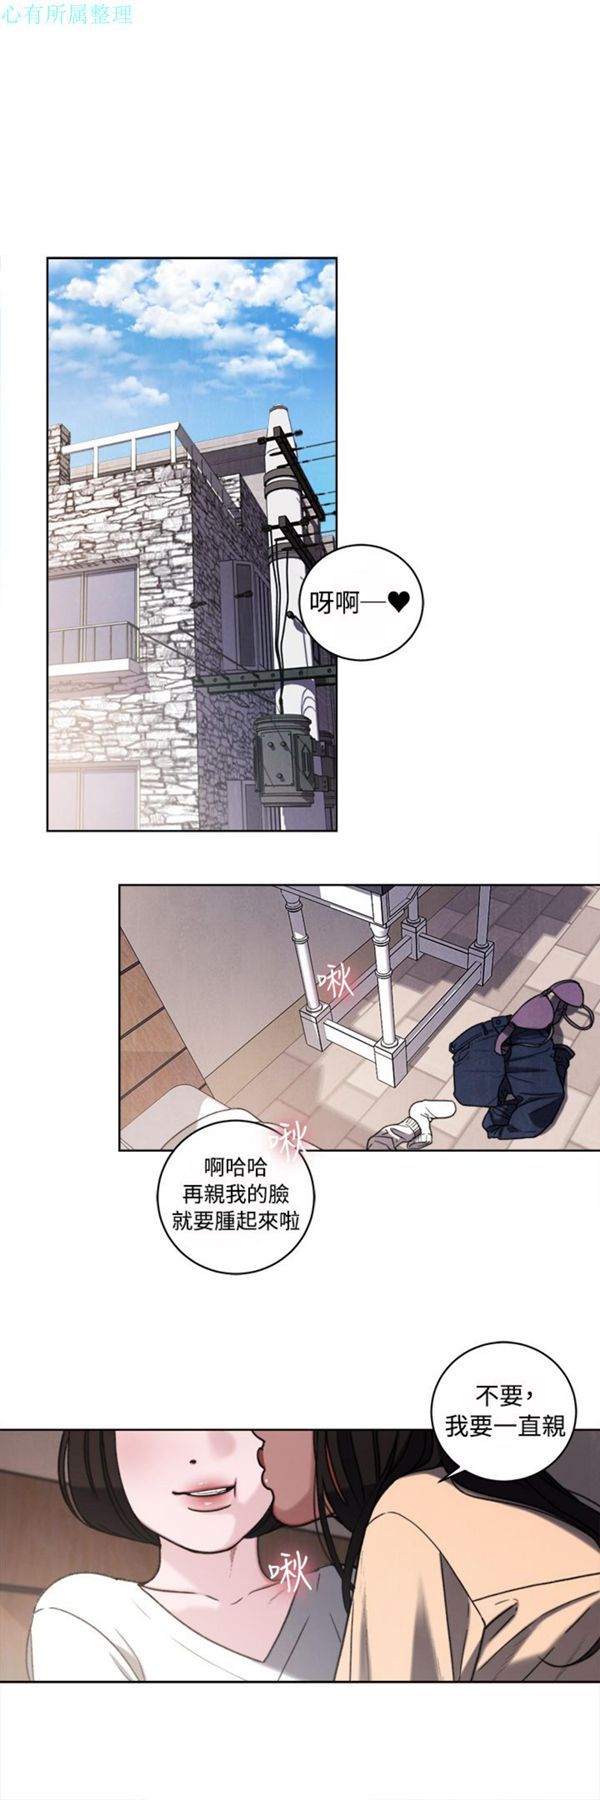 心有所属整理
呀啊—♥
啾
啾
啊哈哈
再親我的臉
就要腫起來啦
不要,
我要一直親
啾